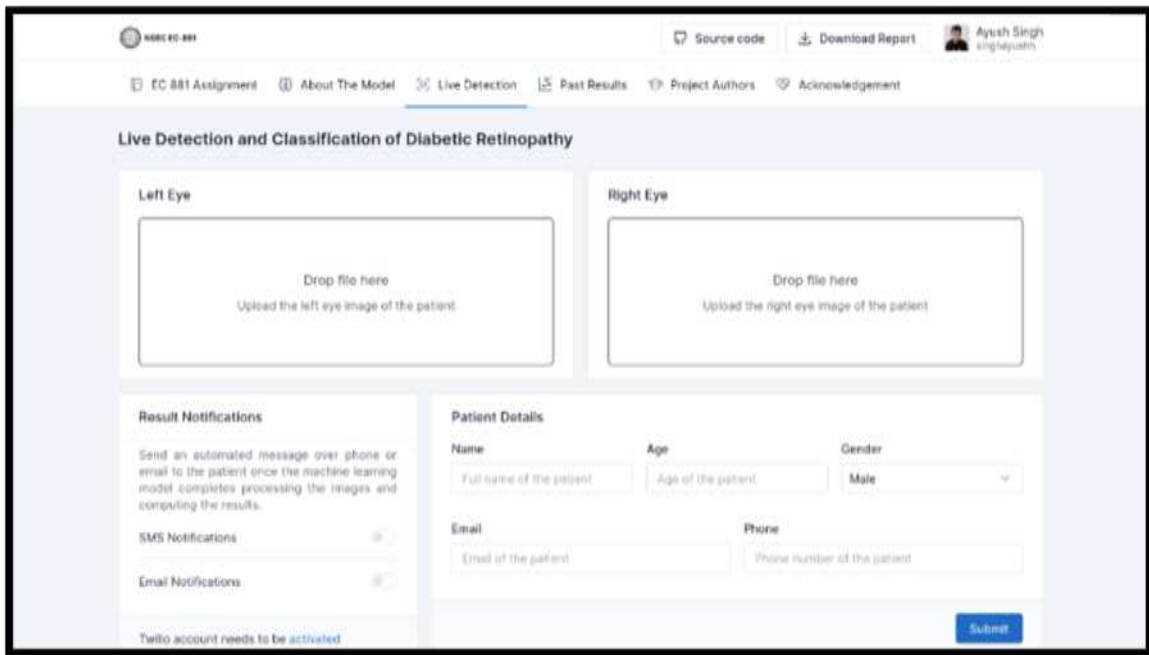 Source code
Download Report
Ayush Singh
EC 881 Assignment
About The Model
Live Detection
Past Results
Project Authors
Acknowledgement
Live Detection and Classification of Diabetic Retinopathy
Left Eye
Drop file here
Upload the left eye image of the patient
Right Eye
Drop file here
Upload the right eye image of the patient
Result Notifications
Send an automated message over phone or
email to the patient once the machine learning
model completes processing the images and
computing the results.
SMS Notifications
Email Notifications
Twilio account needs to be activated
Patient Details
Name
Full name of the patient
Age
Age of the patient
Gender
Male
Email
Email of the patient
Phone
Phone number of the patient
Submit